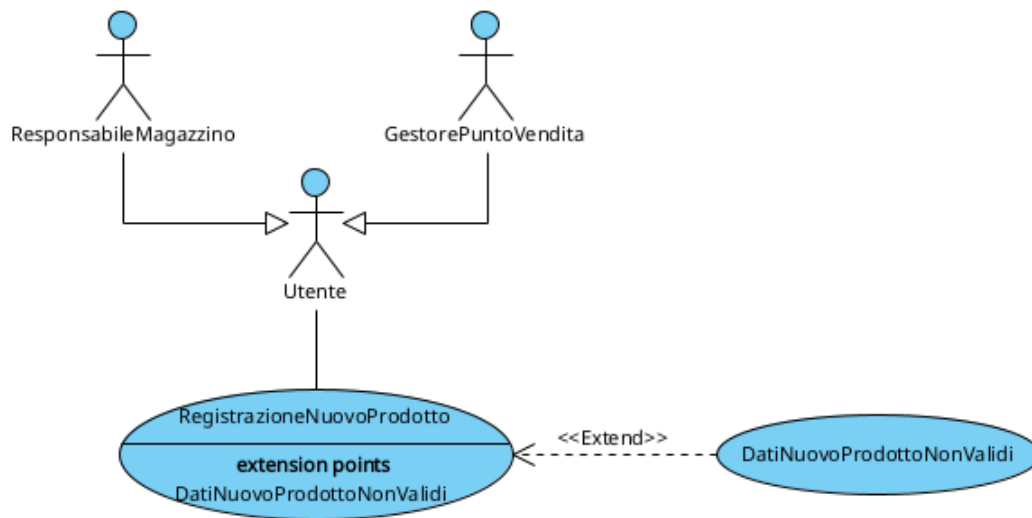 ResponsabileMagazzino
GestorePuntoVendita
Utente
RegistrazioneNuovoProdotto
extension points
DatiNuovoProdottoNonValidi
<<Extend>>
DatiNuovoProdottoNonValidi